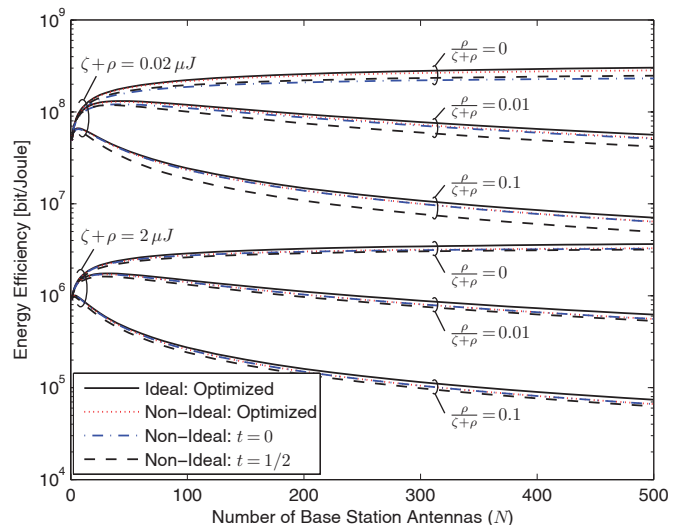 10^9
ζ+ρ = 0.02 μJ
ρ/(ζ+ρ) = 0
10^8
ρ/(ζ+ρ) = 0.01
10^7
ρ/(ζ+ρ) = 0.1
ζ+ρ = 2 μJ
ρ/(ζ+ρ) = 0
10^6
ρ/(ζ+ρ) = 0.01
10^5
ρ/(ζ+ρ) = 0.1
10^4
Energy Efficiency [bit/Joule]
Ideal: Optimized
Non−Ideal: Optimized
Non−Ideal: t=0
Non−Ideal: t=1/2
0 100 200 300 400 500
Number of Base Station Antennas (N)